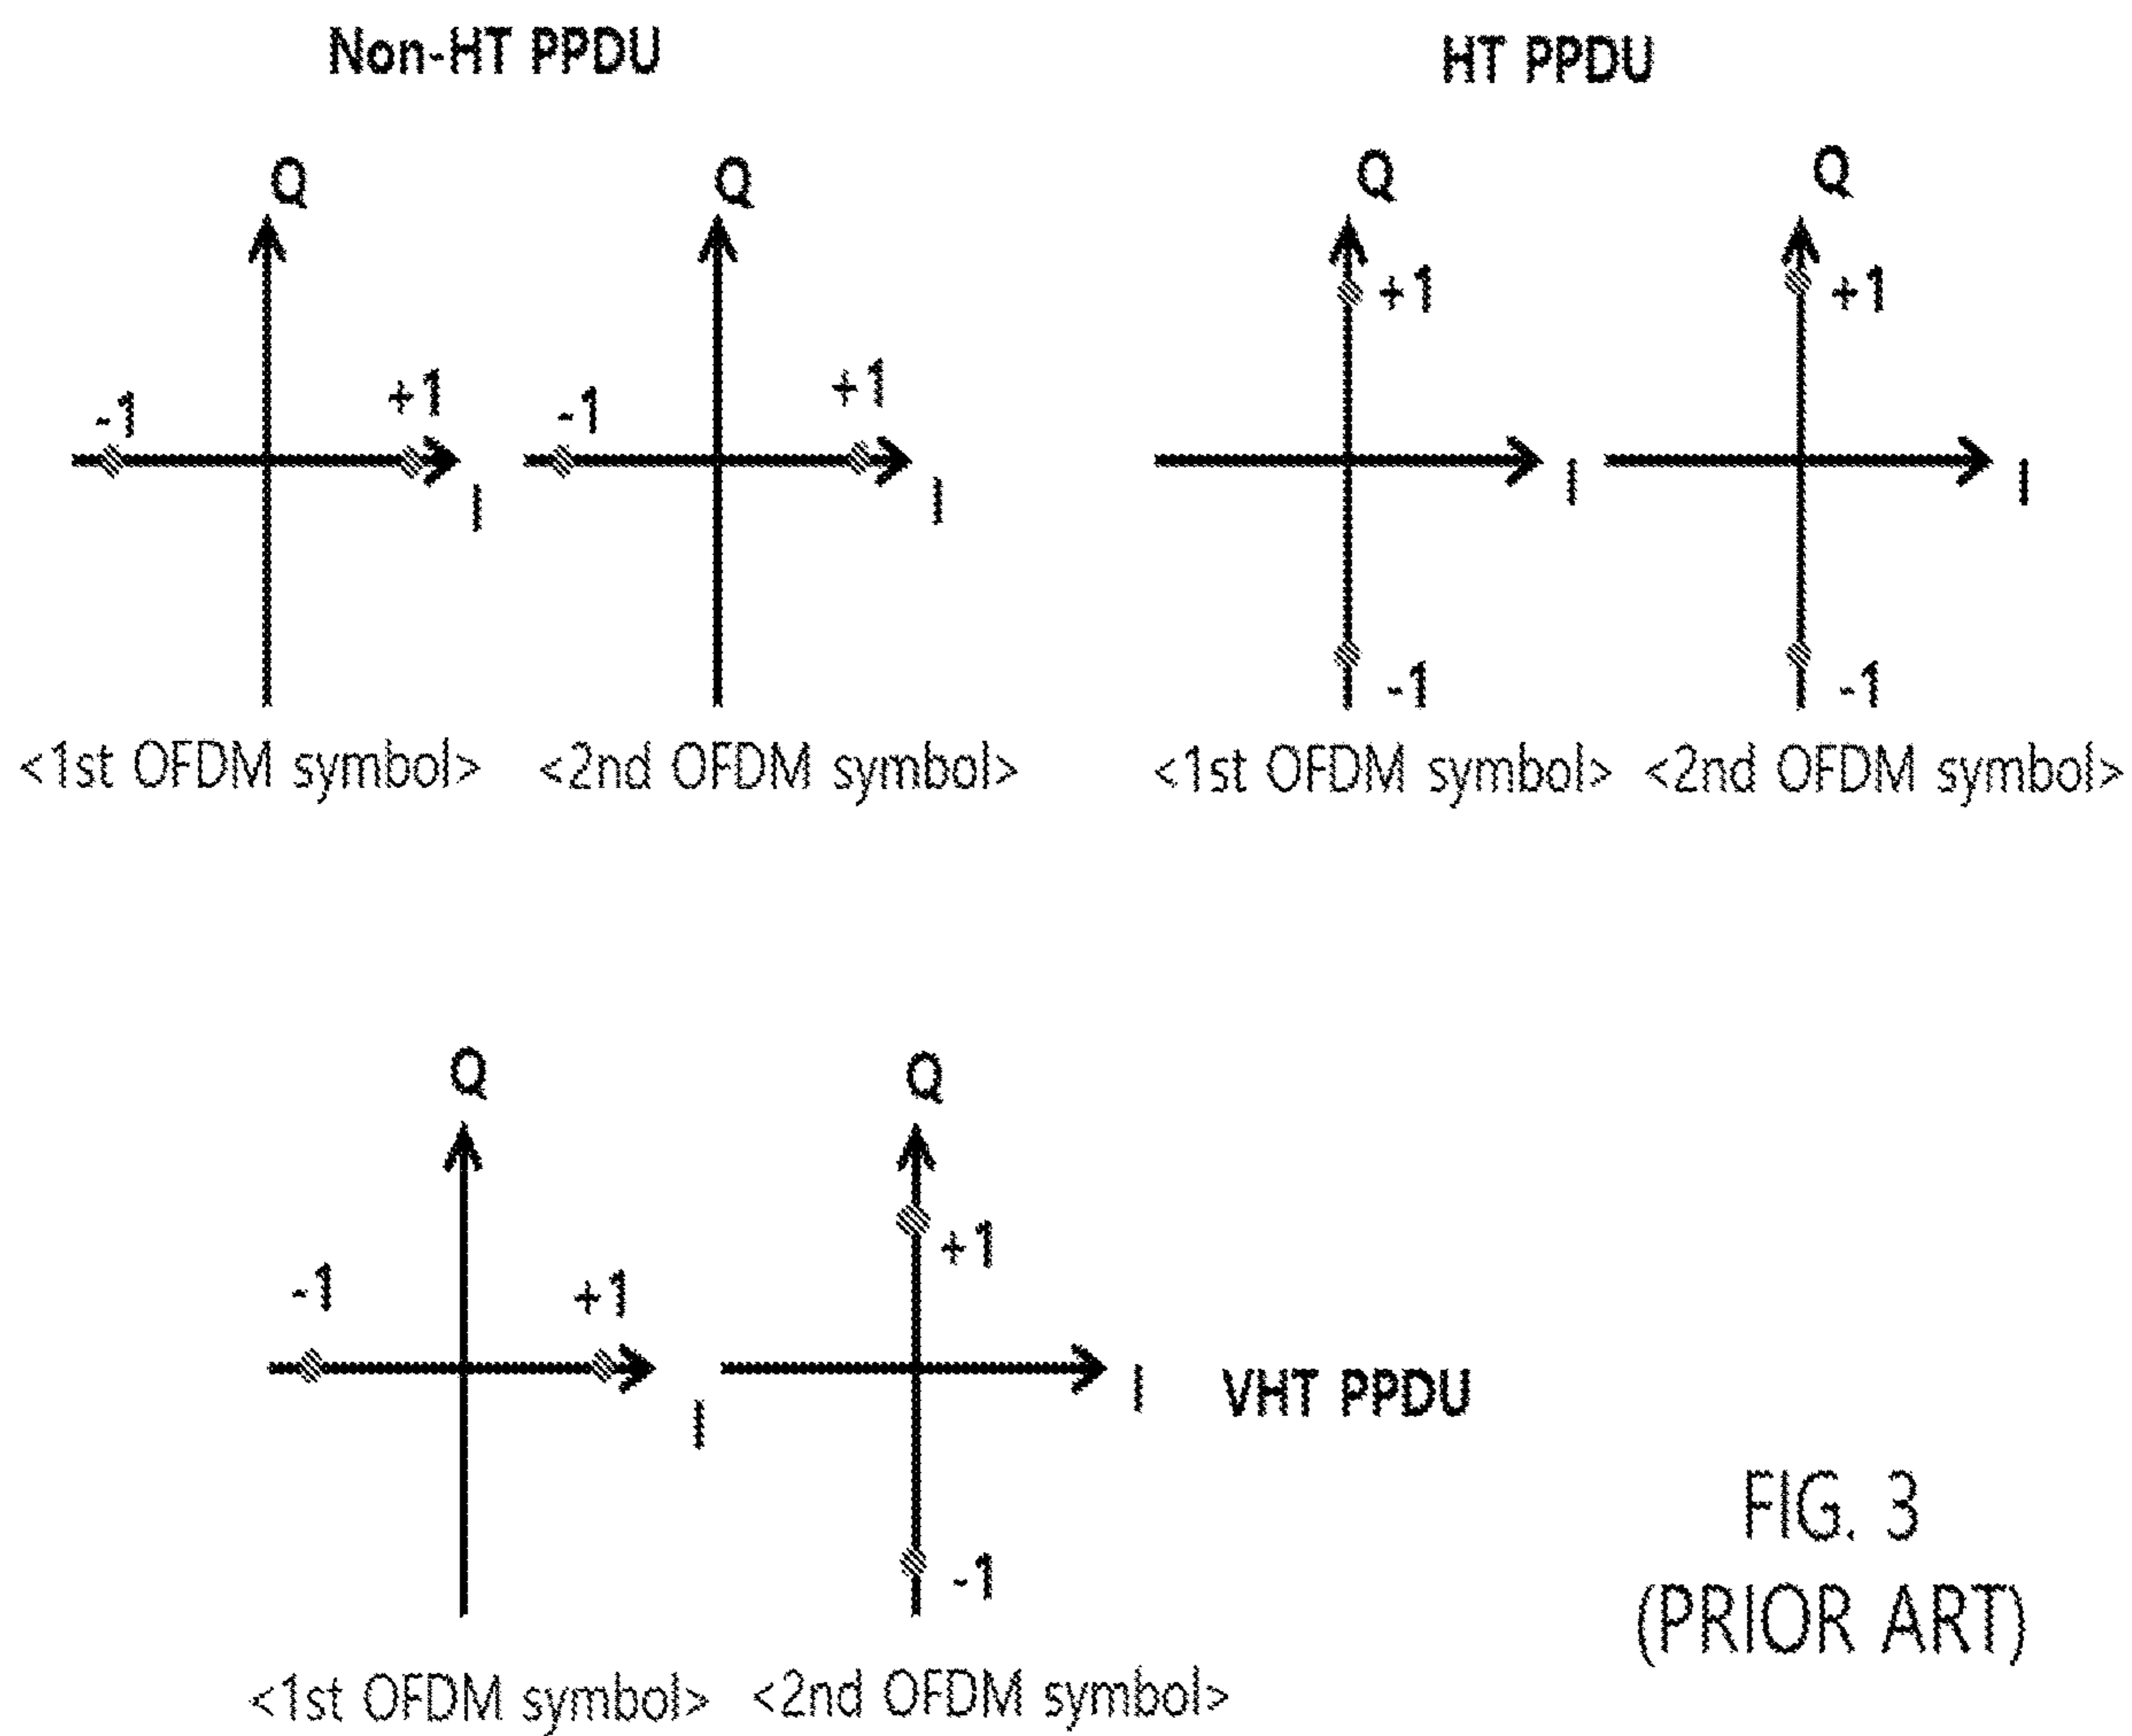 Non-HT PPDU
HT PPDU
Q
Q
Q
Q
-1
+1
I
-1
+1
I
+1
-1
I
+1
-1
I
<1st OFDM symbol>
<2nd OFDM symbol>
<1st OFDM symbol>
<2nd OFDM symbol>
Q
Q
-1
+1
I
+1
-1
I
VHT PPDU
<1st OFDM symbol>
<2nd OFDM symbol>
FIG. 3
(PRIOR ART)